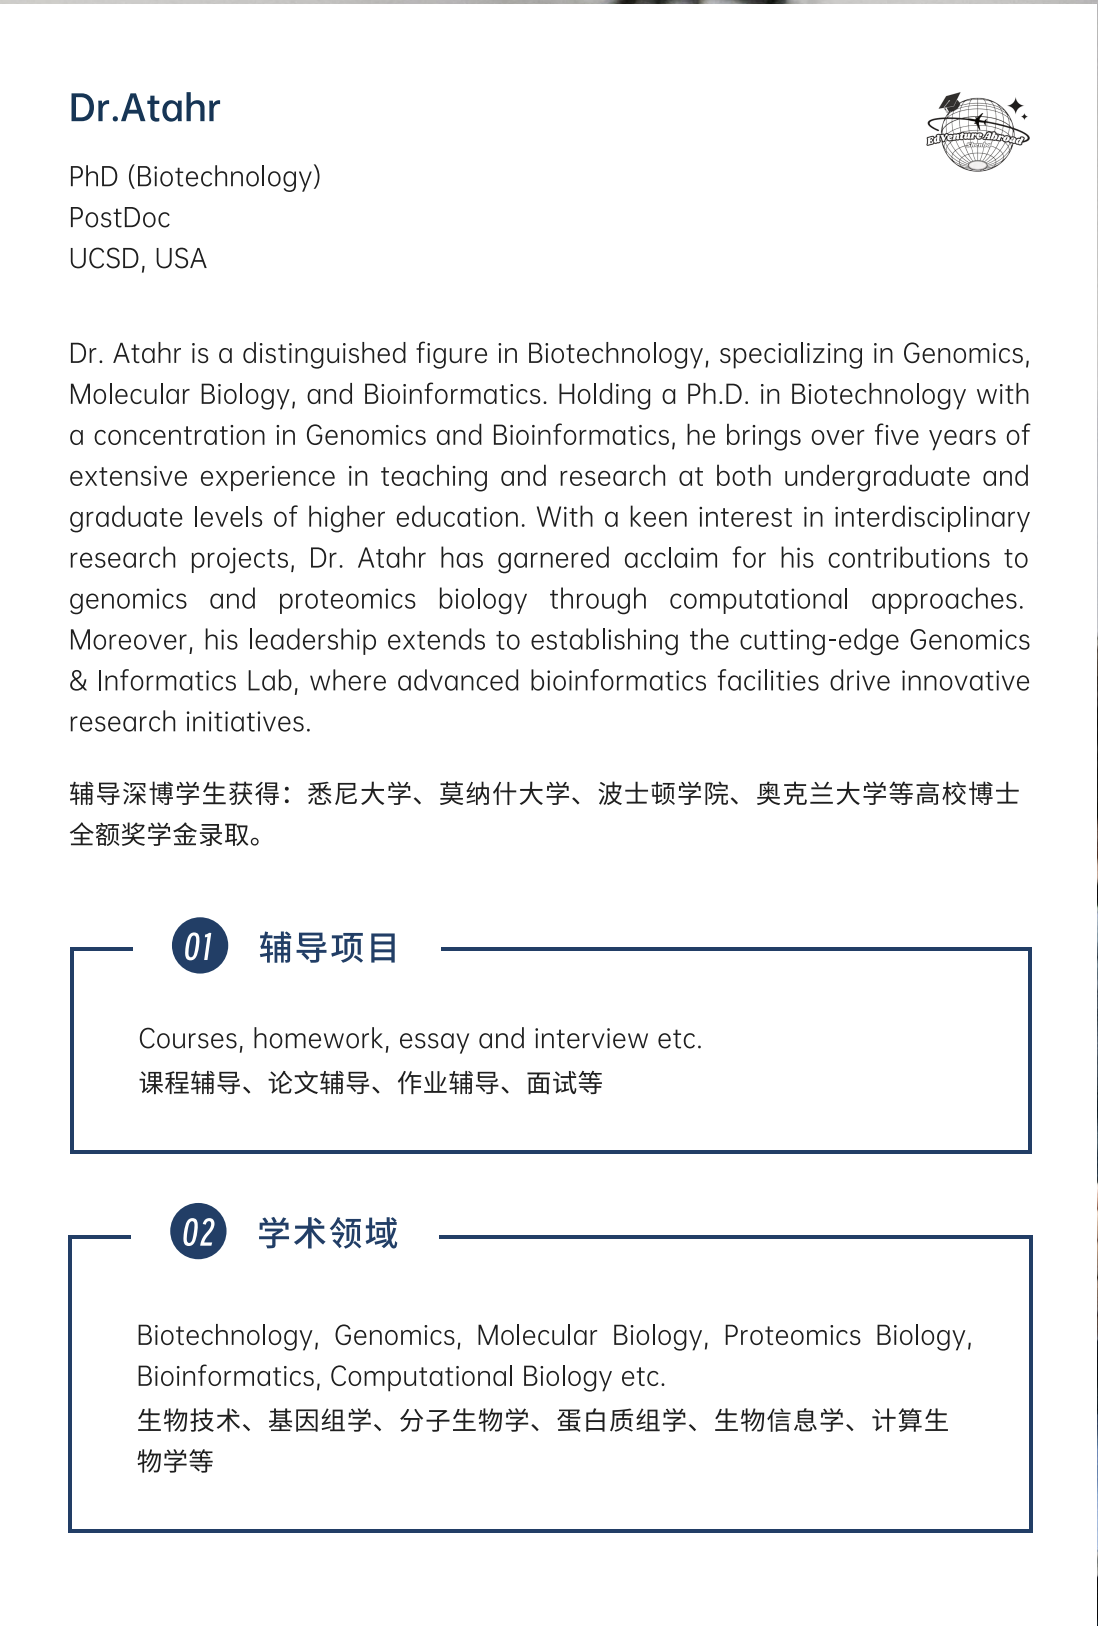 Dr.Atahr
EdVenture Abroad
PhD (Biotechnology)
PostDoc
UCSD, USA
Dr. Atahr is a distinguished figure in Biotechnology, specializing in Genomics,
Molecular Biology, and Bioinformatics. Holding a Ph.D. in Biotechnology with
a concentration in Genomics and Bioinformatics, he brings over five years of
extensive experience in teaching and research at both undergraduate and
graduate levels of higher education. With a keen interest in interdisciplinary
research projects, Dr. Atahr has garnered acclaim for his contributions to
genomics and proteomics biology through computational approaches.
Moreover, his leadership extends to establishing the cutting-edge Genomics
& Informatics Lab, where advanced bioinformatics facilities drive innovative
research initiatives.
辅导深博学生获得：悉尼大学、莫纳什大学、波士顿学院、奥克兰大学等高校博士
全额奖学金录取。
01 辅导项目
Courses, homework, essay and interview etc.
课程辅导、论文辅导、作业辅导、面试等
02 学术领域
Biotechnology, Genomics, Molecular Biology, Proteomics Biology,
Bioinformatics, Computational Biology etc.
生物技术、基因组学、分子生物学、蛋白质组学、生物信息学、计算生
物学等